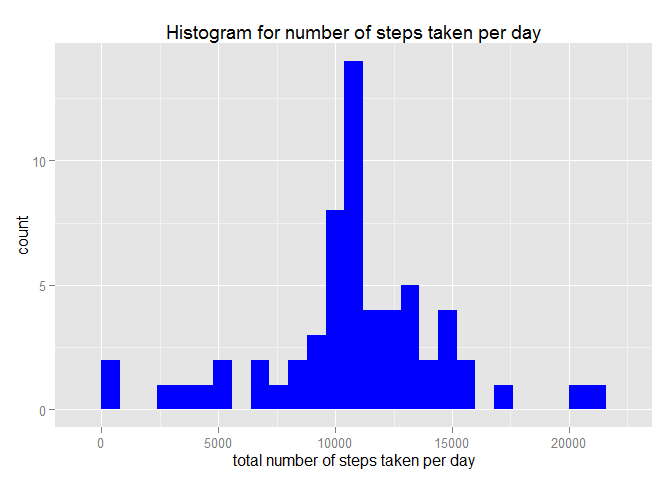 Histogram for number of steps taken per day
10
5
0
count
0 5000 10000 15000 20000
total number of steps taken per day